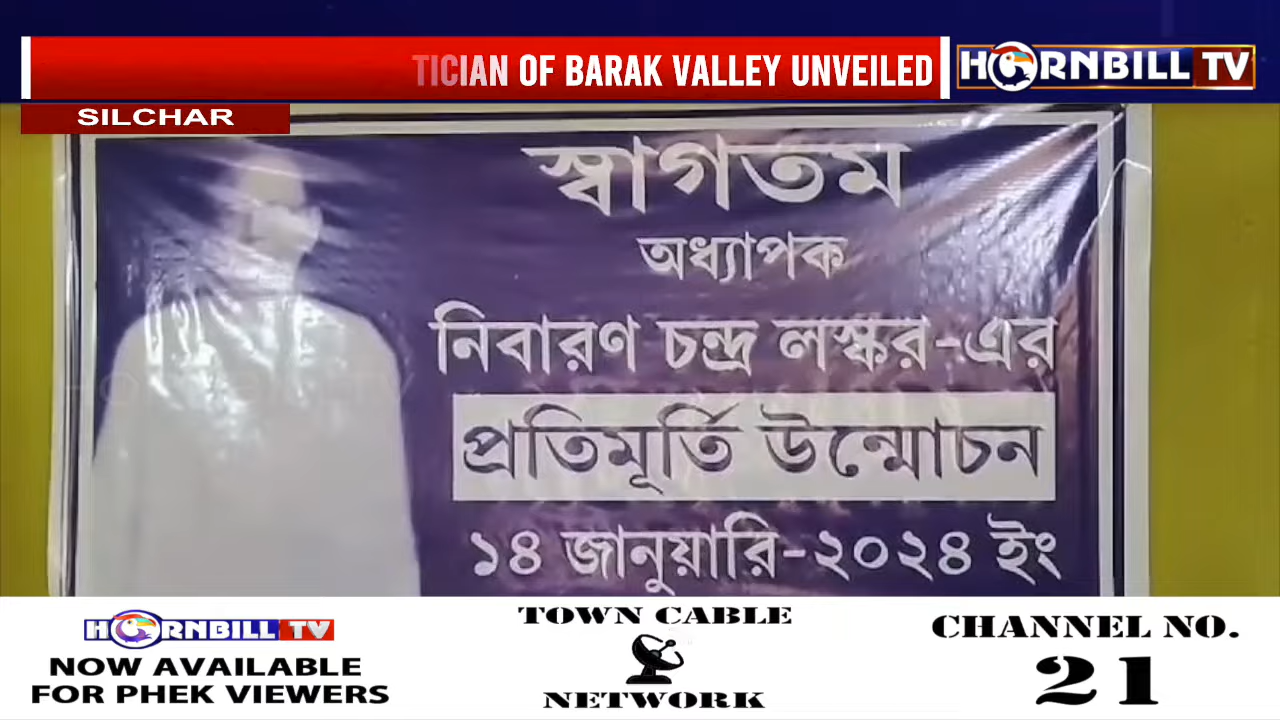 TICIAN OF BARAK VALLEY UNVEILED
HORNBILL TV
SILCHAR
স্বাগতম
অধ্যাপক
নিবারণ চন্দ্র লস্কর-এর
প্রতিমূর্তি উন্মোচন
১৪ জানুয়ারি-২০২৪ ইং
HORNBILL TV
NOW AVAILABLE
FOR PHEK VIEWERS
TOWN CABLE
NETWORK
CHANNEL NO.
21